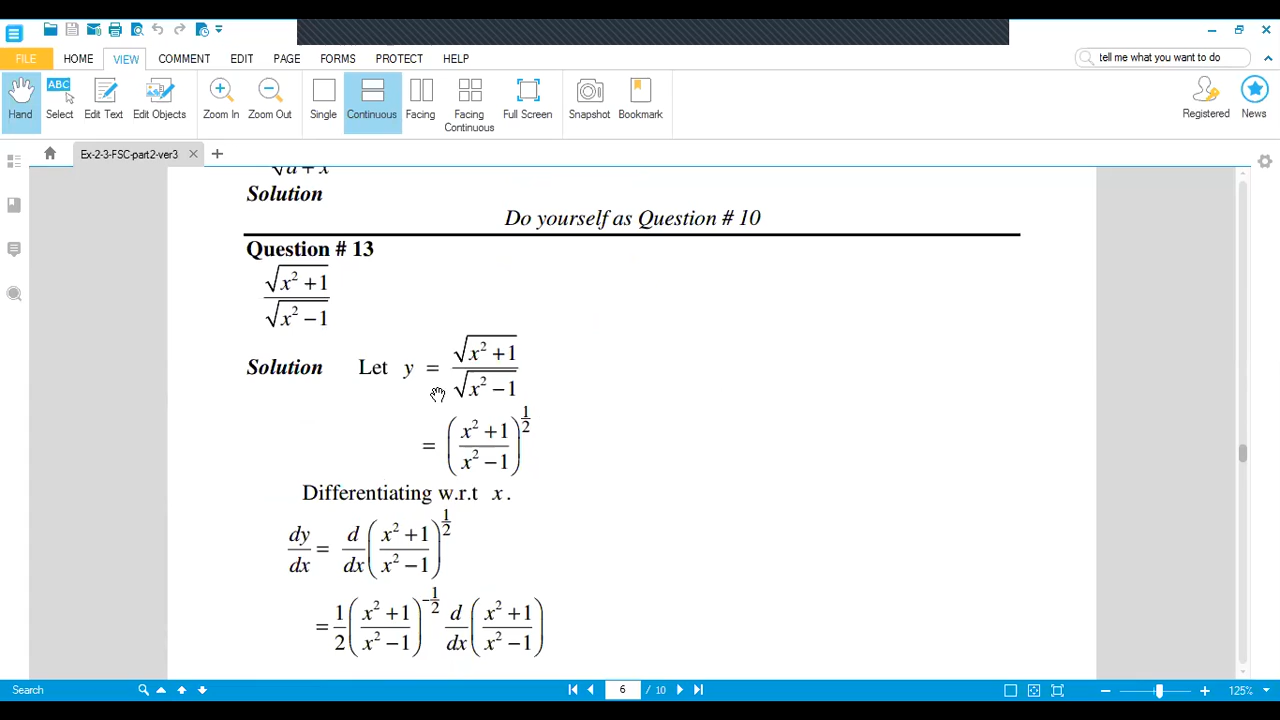 FILE HOME VIEW COMMENT EDIT PAGE FORMS PROTECT HELP tell me what you want to do
ABC
Hand Select Edit Text Edit Objects Zoom In Zoom Out Single Continuous Facing Facing Continuous Full Screen Snapshot Bookmark Registered News
Ex-2-3-FSC-part2-ver3
√a + x
Solution
Do yourself as Question # 10
Question # 13
√(x² + 1) / √(x² − 1)
Solution Let y = √(x² + 1) / √(x² − 1)
= ((x² + 1) / (x² − 1))^(1/2)
Differentiating w.r.t x .
dy/dx = d/dx ((x² + 1) / (x² − 1))^(1/2)
= 1/2 ((x² + 1) / (x² − 1))^(−1/2) d/dx ((x² + 1) / (x² − 1))
Search 6 / 10 125%